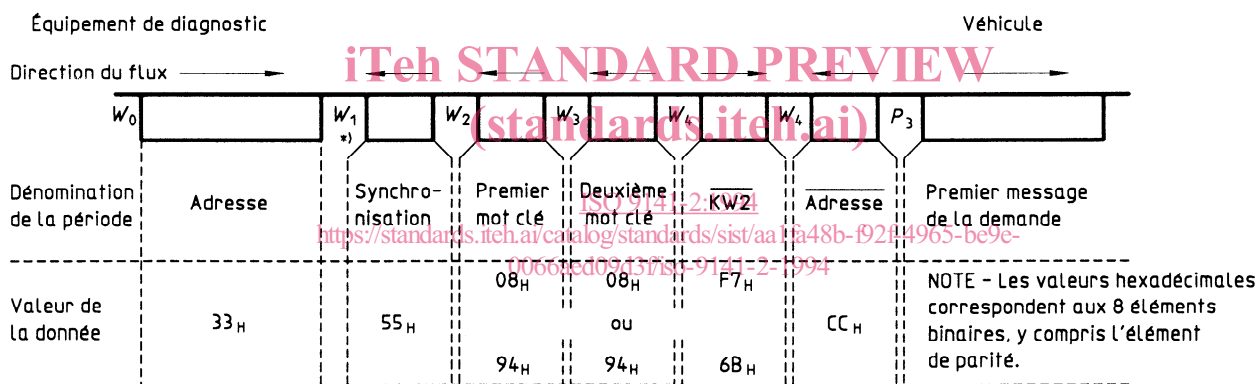 Équipement de diagnostic Véhicule
Direction du flux
iTeh STANDARD PREVIEW
(standards.iteh.ai)
W0 W1 *) W2 W3 W4 W4 P3
Dénomination de la période
Adresse
Synchro-
nisation
Premier
mot clé
Deuxième
mot clé
KW2
Adresse
Premier message
de la demande
ISO 9141-2:1994
https://standards.iteh.ai/catalog/standards/sist/aa1fa48b-f92f-4965-be9e-
0066aed09d3f/iso-9141-2-1994
Valeur de
la donnée
33H
55H
08H 08H F7H
ou
94H 94H 6BH
CCH
NOTE - Les valeurs hexadécimales
correspondent aux 8 éléments
binaires, y compris l'élément
de parité.